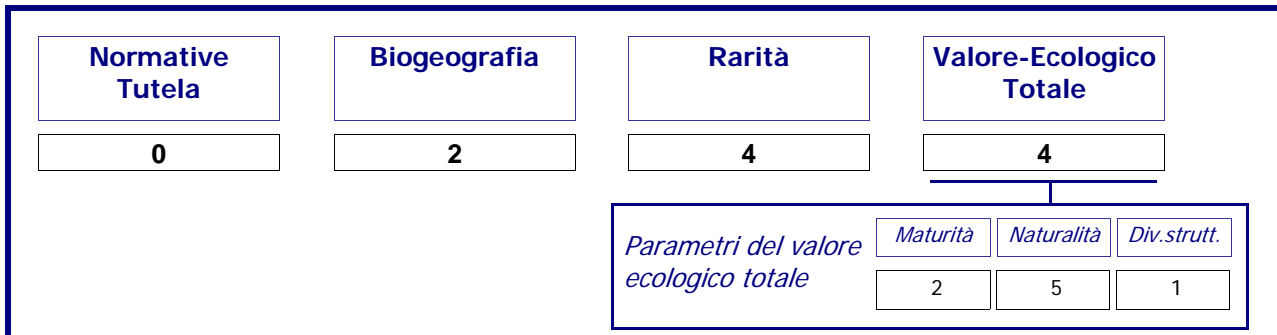 Normative
Tutela
Biogeografia
Rarità
Valore-Ecologico
Totale
0
2
4
4
Parametri del valore
ecologico totale
Maturità
Naturalità
Div.strutt.
2
5
1